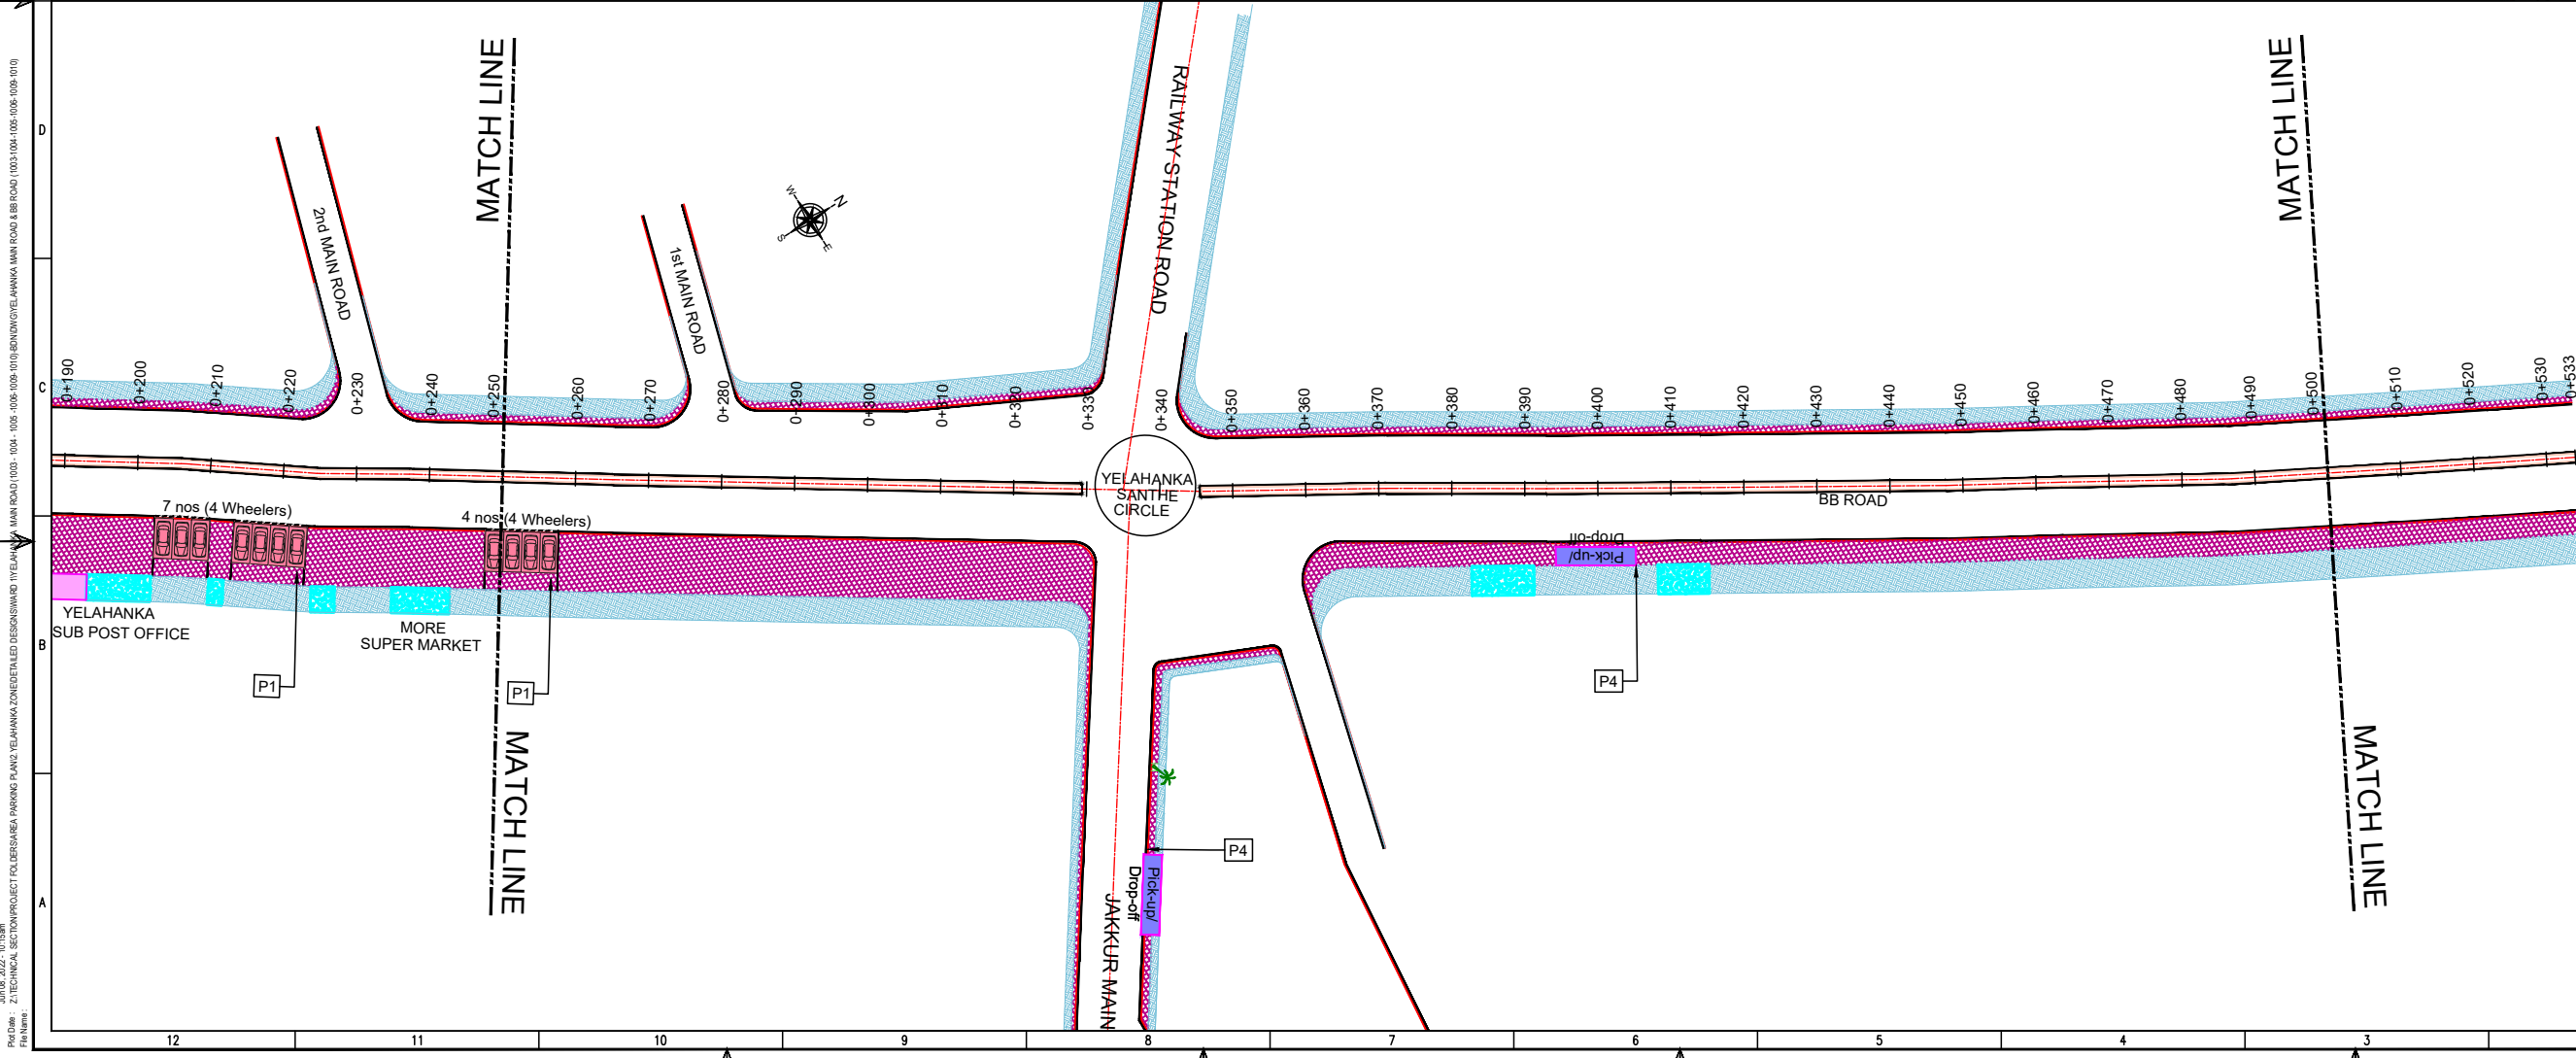 MATCH LINE
MATCH LINE
RAILWAY STATION ROAD
2nd MAIN ROAD
1st MAIN ROAD
W
N
S
E
D
C
B
A
0+190
0+200
0+210
0+220
0+230
0+240
0+250
0+260
0+270
0+280
0+290
0+300
0+310
0+320
0+330
0+340
0+350
0+360
0+370
0+380
0+390
0+400
0+410
0+420
0+430
0+440
0+450
0+460
0+470
0+480
0+490
0+500
0+510
0+520
0+530
0+533
YELAHANKA
SANTHE
CIRCLE
BB ROAD
7 nos (4 Wheelers)
4 nos (4 Wheelers)
Pick-up/
Drop-off
YELAHANKA
SUB POST OFFICE
MORE
SUPER MARKET
P1
P1
P4
P4
Pick-up/
Drop-off
JAKKUR MAIN
MATCH LINE
MATCH LINE
12
11
10
9
8
7
6
5
4
3
Plot Date :
File Name :